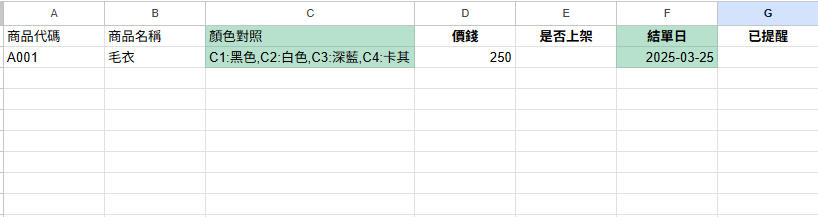 A B C D E F G
商品代碼 商品名稱 顏色對照 價錢 是否上架 結單日 已提醒
A001 毛衣 C1:黑色,C2:白色,C3:深藍,C4:卡其 250 2025-03-25